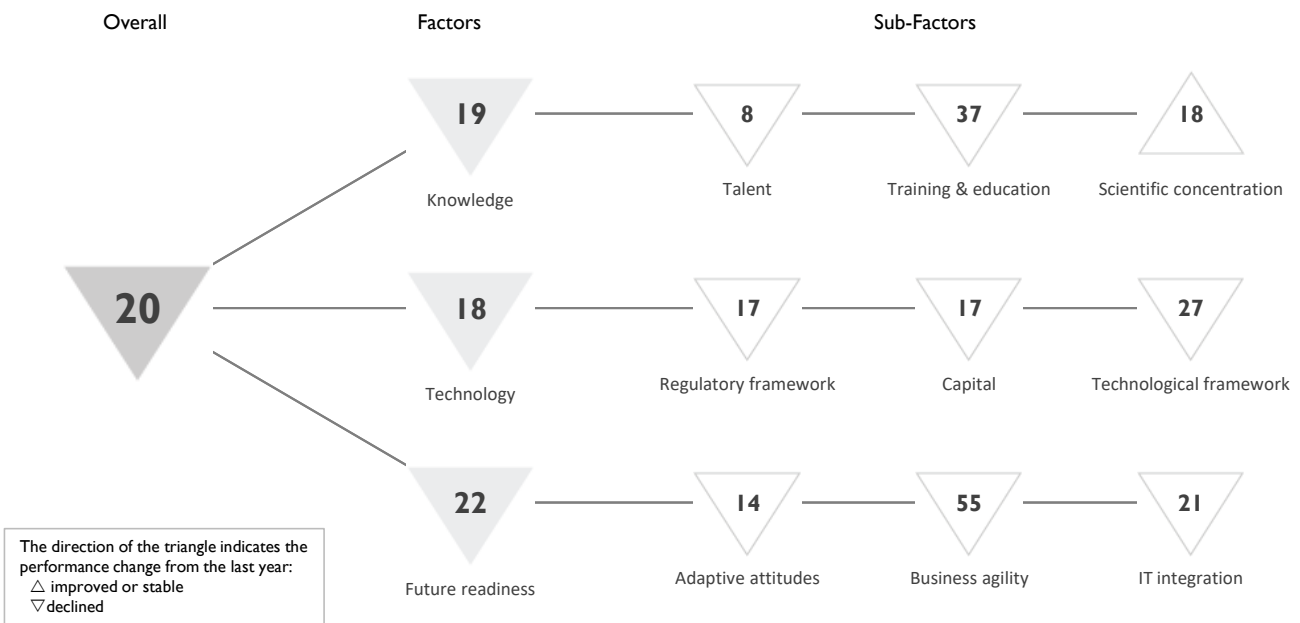 Overall
Factors
Sub-Factors
19
8
37
18
Knowledge
Talent
Training & education
Scientific concentration
20
18
17
17
27
Technology
Regulatory framework
Capital
Technological framework
22
14
55
21
Future readiness
Adaptive attitudes
Business agility
IT integration
The direction of the triangle indicates the
performance change from the last year:
△ improved or stable
▽ declined